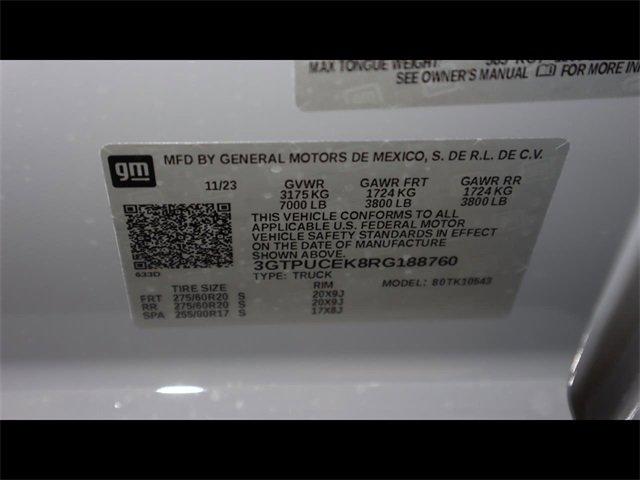 MAX TONGUE WEIGHT:
SEE OWNER'S MANUAL FOR MORE IN
gm
MFD BY GENERAL MOTORS DE MEXICO, S. DE R.L. DE C.V.
11/23 GVWR GAWR FRT GAWR RR
3175 KG 1724 KG 1724 KG
7000 LB 3800 LB 3800 LB
THIS VEHICLE CONFORMS TO ALL
APPLICABLE U.S. FEDERAL MOTOR
VEHICLE SAFETY STANDARDS IN EFFECT
ON THE DATE OF MANUFACTURE
SHOWN ABOVE.
633D 3GTPUCEK8RG188760
TYPE: TRUCK MODEL: 80TK10543
TIRE SIZE RIM
FRT 275/60R20 S 20X9J
RR 275/60R20 S 20X9J
SPA 255/80R17 S 17X8J